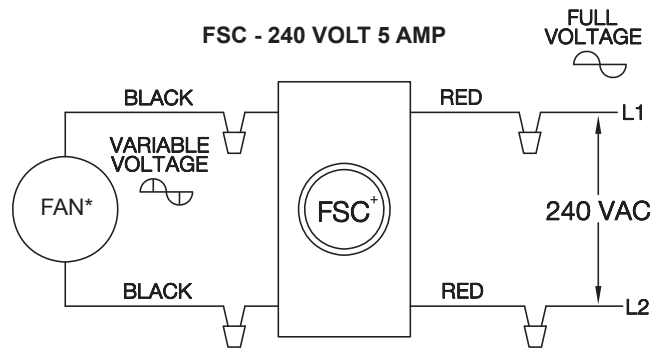 FSC - 240 VOLT 5 AMP
FULL
VOLTAGE
BLACK
RED
L1
VARIABLE
VOLTAGE
FAN*
FSC+
240 VAC
BLACK
RED
L2